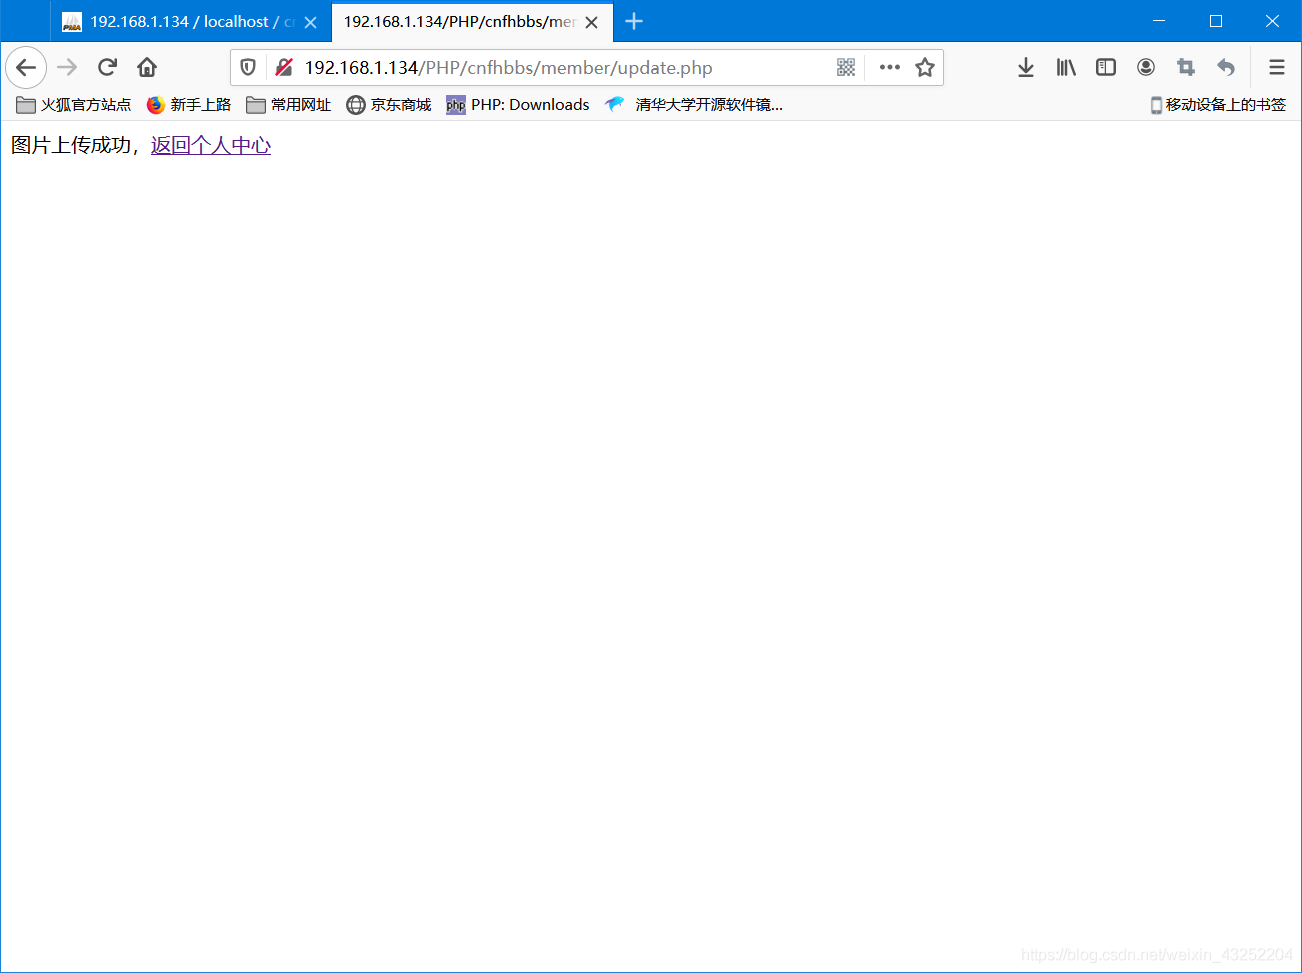 192.168.1.134 / localhost / c
192.168.1.134/PHP/cnfhbbs/mer
192.168.1.134/PHP/cnfhbbs/member/update.php
火狐官方站点
新手上路
常用网址
京东商城
php
PHP: Downloads
清华大学开源软件镜...
移动设备上的书签
图片上传成功，返回个人中心
https://blog.csdn.net/weixin_43252204